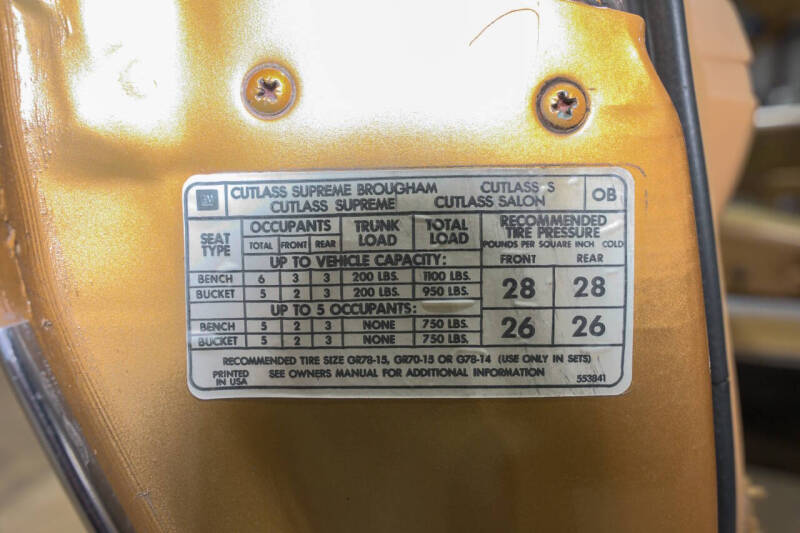 GM CUTLASS SUPREME BROUGHAM CUTLASS S OB
CUTLASS SUPREME CUTLASS SALON
SEAT TYPE OCCUPANTS TRUNK LOAD TOTAL LOAD RECOMMENDED TIRE PRESSURE
TOTAL FRONT REAR POUNDS PER SQUARE INCH COLD
UP TO VEHICLE CAPACITY: FRONT REAR
BENCH 6 3 3 200 LBS. 1100 LBS. 28 28
BUCKET 5 2 3 200 LBS. 950 LBS.
UP TO 5 OCCUPANTS: 26 26
BENCH 5 2 3 NONE 750 LBS.
BUCKET 5 2 3 NONE 750 LBS.
RECOMMENDED TIRE SIZE GR78-15, GR70-15 OR G78-14 (USE ONLY IN SETS)
PRINTED IN USA SEE OWNERS MANUAL FOR ADDITIONAL INFORMATION 553841